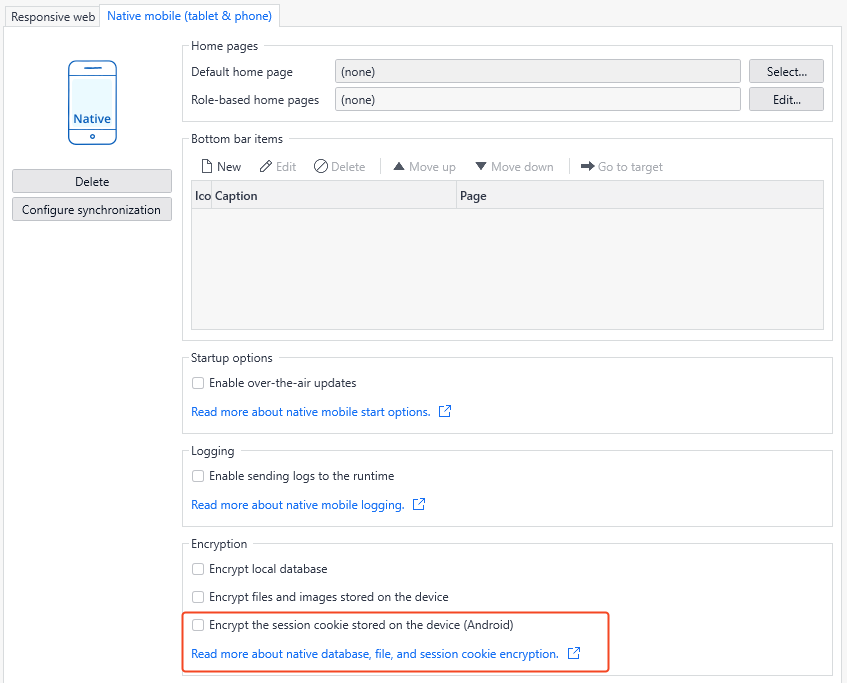 Responsive web
Native mobile (tablet & phone)
Native
Delete
Configure synchronization
Home pages
Default home page
(none)
Select...
Role-based home pages
(none)
Edit...
Bottom bar items
New
Edit
Delete
Move up
Move down
Go to target
Ico
Caption
Page
Startup options
Enable over-the-air updates
Read more about native mobile start options.
Logging
Enable sending logs to the runtime
Read more about native mobile logging.
Encryption
Encrypt local database
Encrypt files and images stored on the device
Encrypt the session cookie stored on the device (Android)
Read more about native database, file, and session cookie encryption.